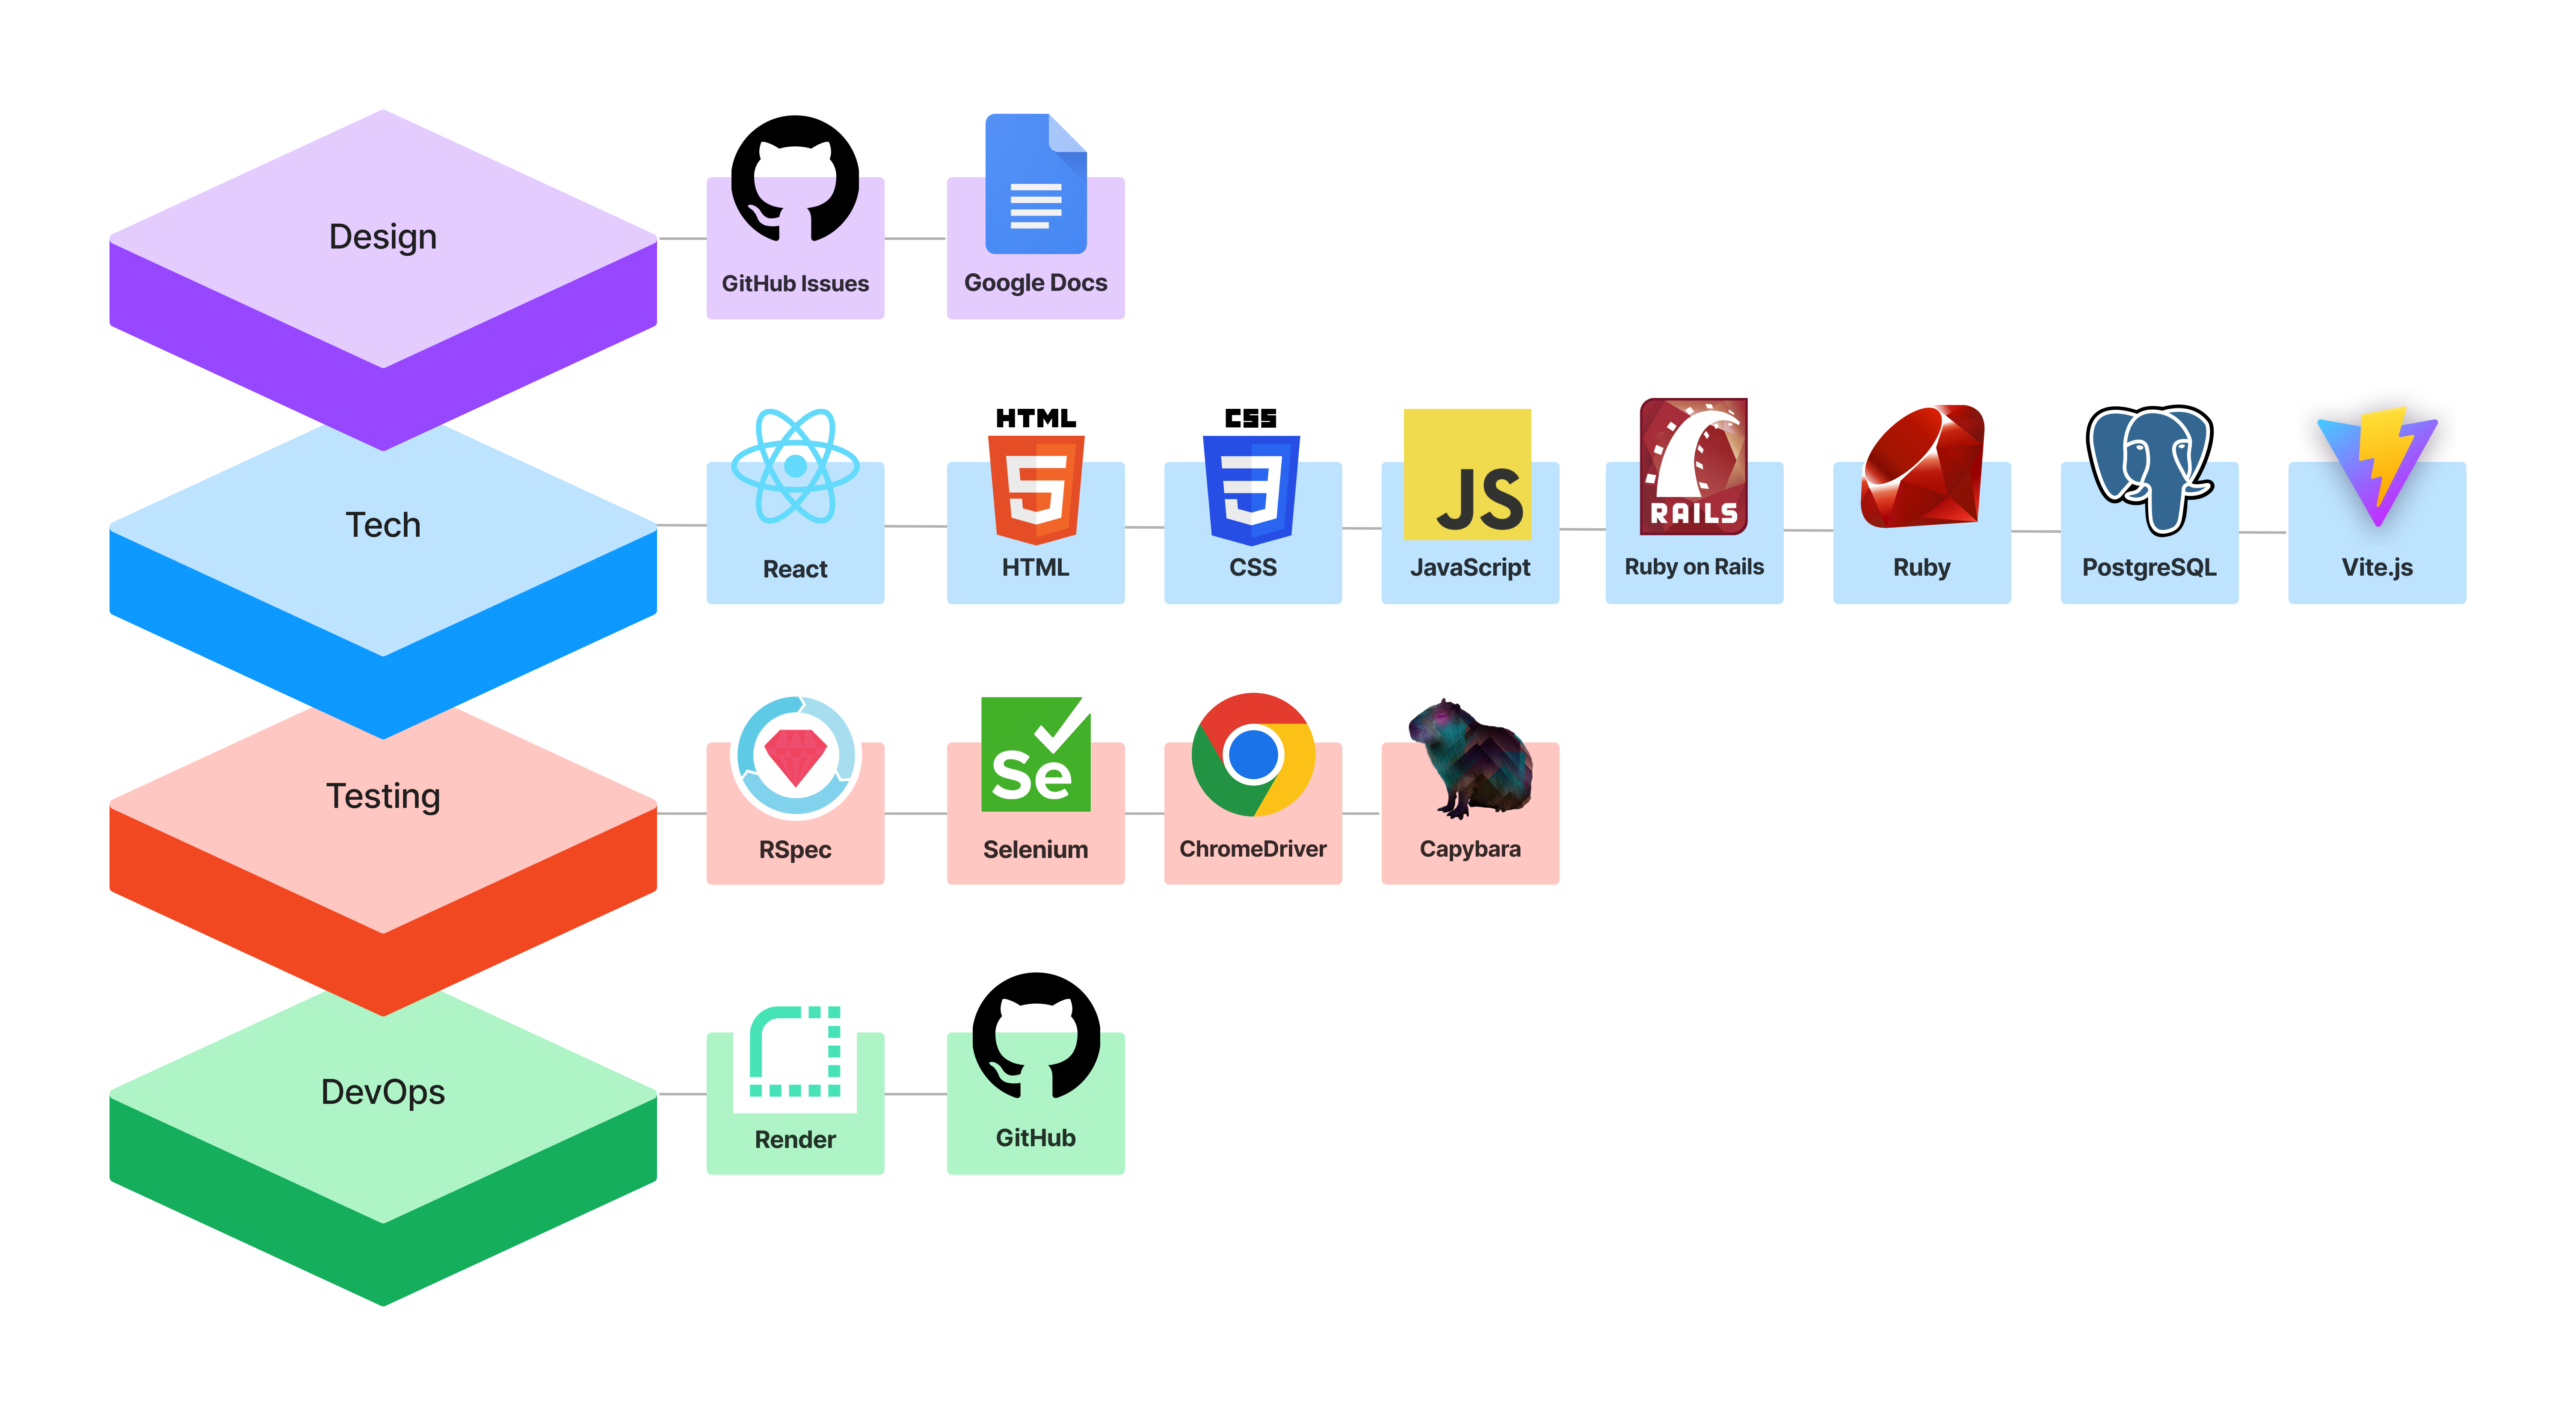 Design
GitHub Issues
Google Docs
Tech
React
HTML
HTML
CSS
CSS
JS
JavaScript
RAILS
Ruby on Rails
Ruby
PostgreSQL
Vite.js
Testing
RSpec
Se
Selenium
ChromeDriver
Capybara
DevOps
Render
GitHub